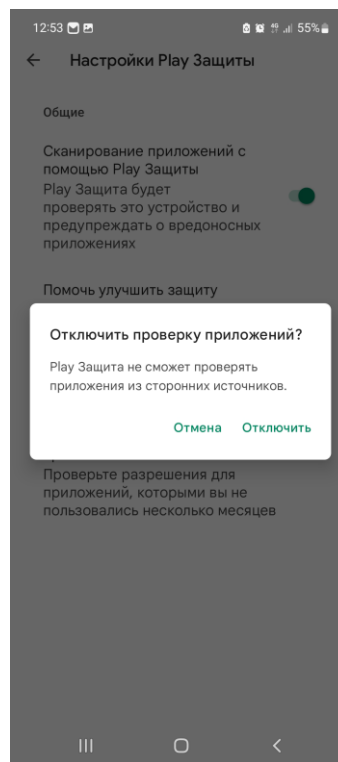 12:53
55%
Настройки Play Защиты
Общие
Сканирование приложений с
помощью Play Защиты
Play Защита будет
проверять это устройство и
предупреждать о вредоносных
приложениях
Помочь улучшить защиту
Отключить проверку приложений?
Play Защита не сможет проверять
приложения из сторонних источников.
Отмена Отключить
Проверьте разрешения для
приложений, которыми вы не
пользовались несколько месяцев